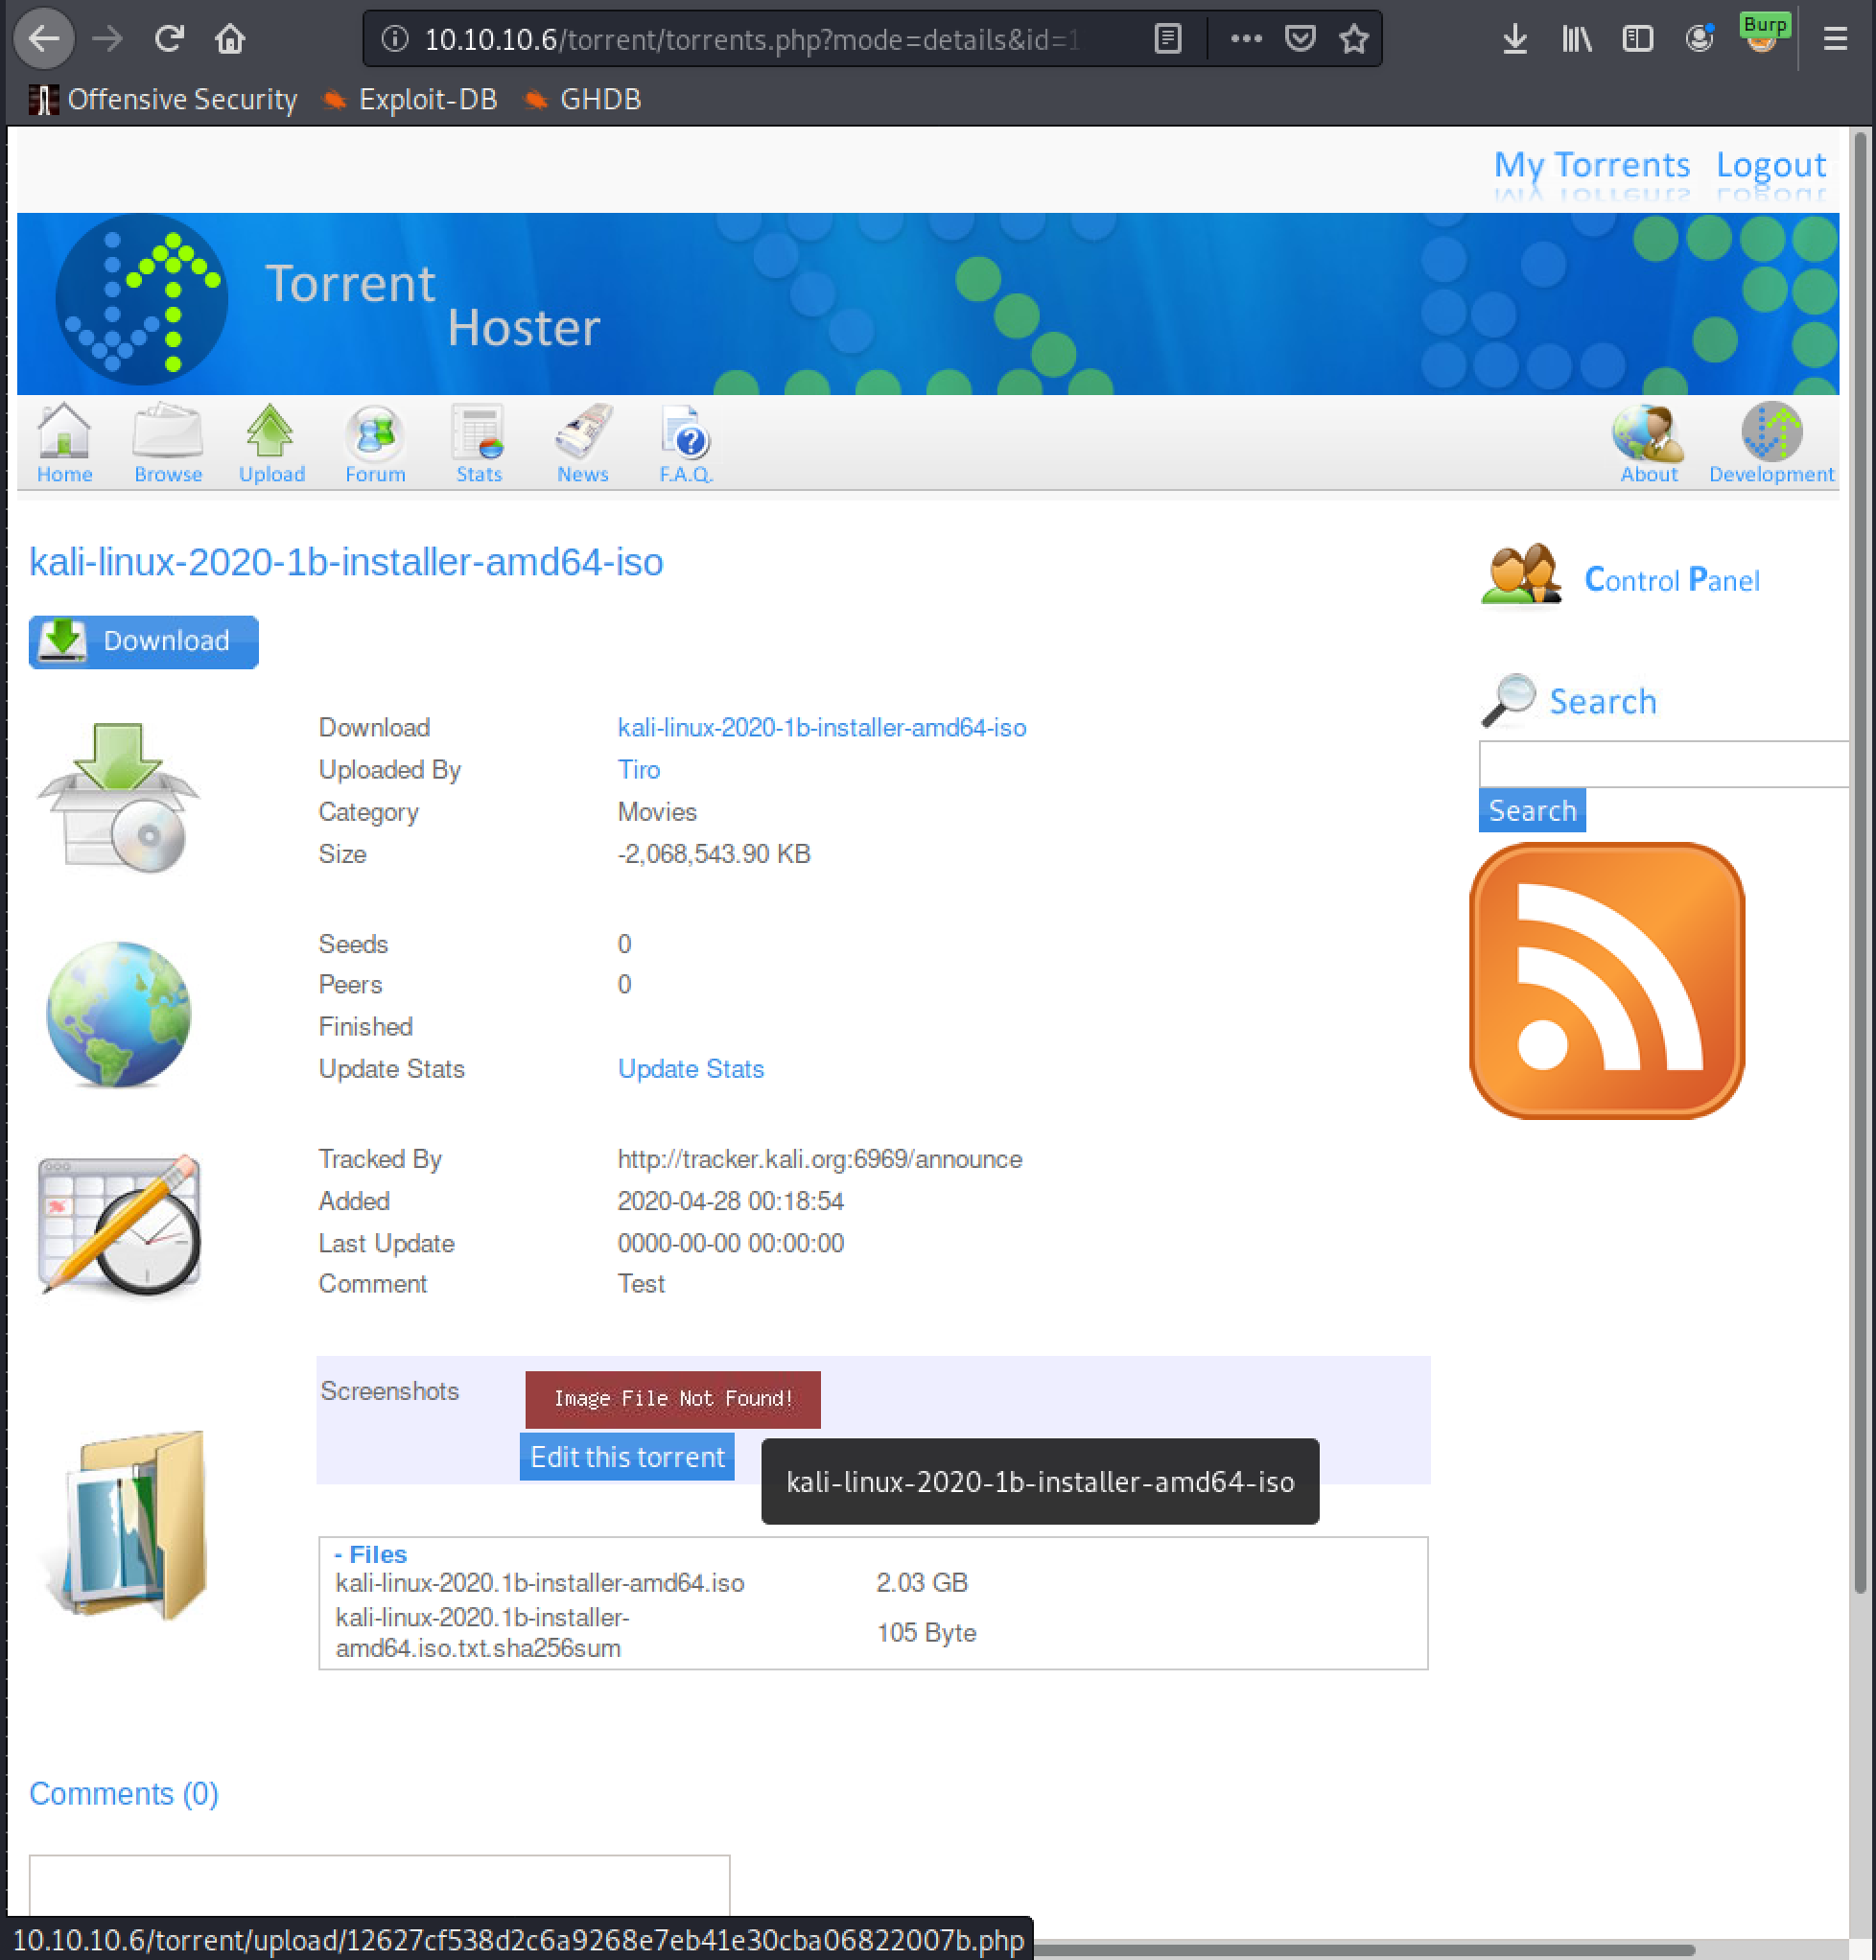 10.10.10.6/torrent/torrents.php?mode=details&id=1
Burp
Offensive Security Exploit-DB GHDB
My Torrents Logout
Torrent
Hoster
Home Browse Upload Forum Stats News F.A.Q. About Development
kali-linux-2020-1b-installer-amd64-iso
Control Panel
Download
Search
Download kali-linux-2020-1b-installer-amd64-iso
Uploaded By Tiro
Category Movies
Search
Size -2,068,543.90 KB
Seeds 0
Peers 0
Finished
Update Stats Update Stats
Tracked By http://tracker.kali.org:6969/announce
Added 2020-04-28 00:18:54
Last Update 0000-00-00 00:00:00
Comment Test
Screenshots Image File Not Found!
Edit this torrent
kali-linux-2020-1b-installer-amd64-iso
- Files
kali-linux-2020.1b-installer-amd64.iso 2.03 GB
kali-linux-2020.1b-installer-
amd64.iso.txt.sha256sum 105 Byte
Comments (0)
10.10.10.6/torrent/upload/12627cf538d2c6a9268e7eb41e30cba06822007b.php